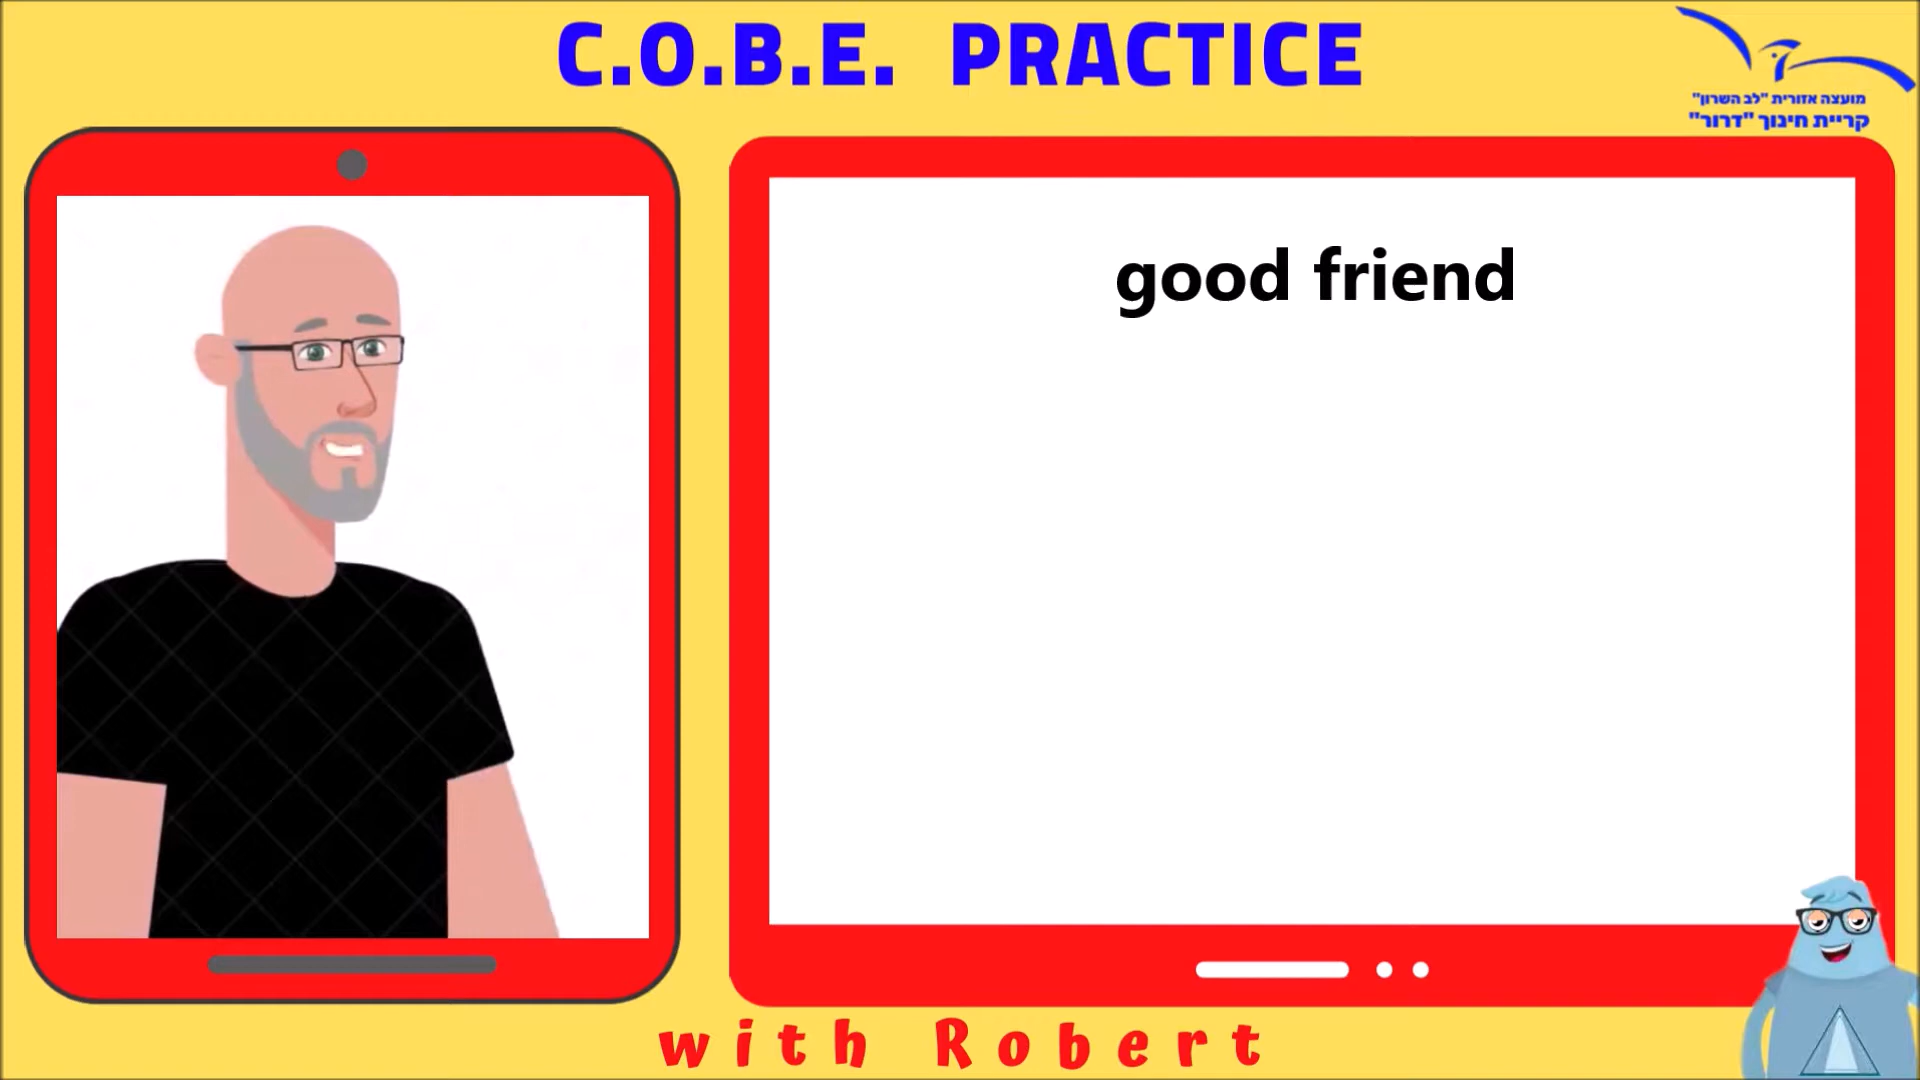 C.O.B.E. PRACTICE
מועצה אזורית "לב השרון"
קריית חינוך "דרור"
good friend
with Robert